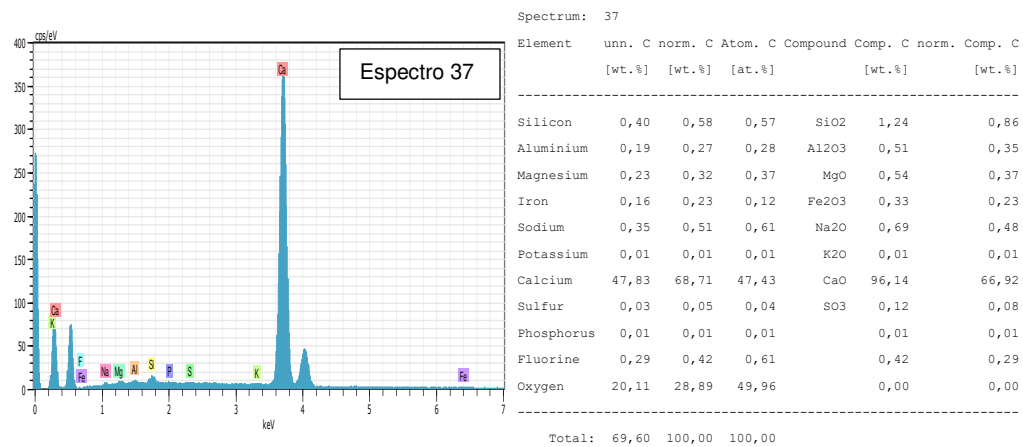 cps/eV
400
350
300
250
200
150
100
50
0
Espectro 37
Ca
Ca
K
F
Fe
Na
Mg
Al
Si
P
S
K
Fe
0 1 2 3 4 5 6 7
keV
Spectrum: 37
Element unn. C norm. C Atom. C Compound Comp. C norm. Comp. C
[wt.%] [wt.%] [at.%] [wt.%] [wt.%]
Silicon 0,40 0,58 0,57 SiO2 1,24 0,86
Aluminium 0,19 0,27 0,28 Al2O3 0,51 0,35
Magnesium 0,23 0,32 0,37 MgO 0,54 0,37
Iron 0,16 0,23 0,12 Fe2O3 0,33 0,23
Sodium 0,35 0,51 0,61 Na2O 0,69 0,48
Potassium 0,01 0,01 0,01 K2O 0,01 0,01
Calcium 47,83 68,71 47,43 CaO 96,14 66,92
Sulfur 0,03 0,05 0,04 SO3 0,12 0,08
Phosphorus 0,01 0,01 0,01 0,01 0,01
Fluorine 0,29 0,42 0,61 0,42 0,29
Oxygen 20,11 28,89 49,96 0,00 0,00
Total: 69,60 100,00 100,00